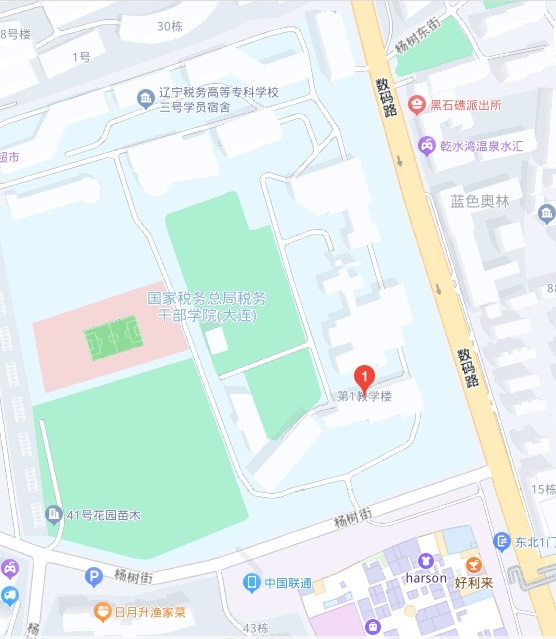 30栋
8号楼
杨树东街
1号
数码路
辽宁税务高等专科学校
三号学员宿舍
黑石礁派出所
乾水湾温泉水汇
超市
蓝色奥林
88
国家税务总局税务
干部学院(大连)
数码路
1
第1教学楼
15栋
41号花园苗木
杨树街
东北1门
杨树街
P
中国联通
harson
好利来
日月升渔家菜
杨
43栋